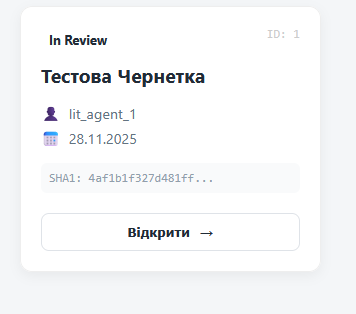 In Review
ID: 1
Тестова Чернетка
lit_agent_1
28.11.2025
SHA1: 4af1b1f327d481ff...
Відкрити →